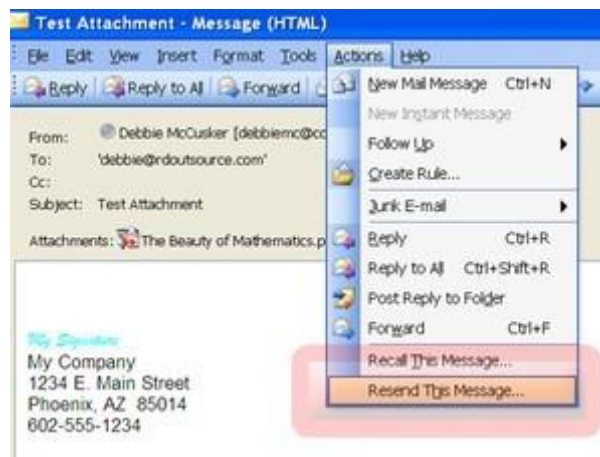 Test Attachment - Message (HTML)
File Edit View Insert Format Tools Actions Help
Reply Reply to All Forward
From: Debbie McCusker [debbiemc@cc
To: 'debbie@rdoutsource.com'
Cc:
Subject: Test Attachment
Attachments: The Beauty of Mathematics.p
New Mail Message Ctrl+N
New Instant Message
Follow Up
Create Rule...
Junk E-mail
Reply Ctrl+R
Reply to All Ctrl+Shift+R
Post Reply to Folder
Forward Ctrl+F
Recall This Message...
Resend This Message...
My Signature
My Company
1234 E. Main Street
Phoenix, AZ 85014
602-555-1234